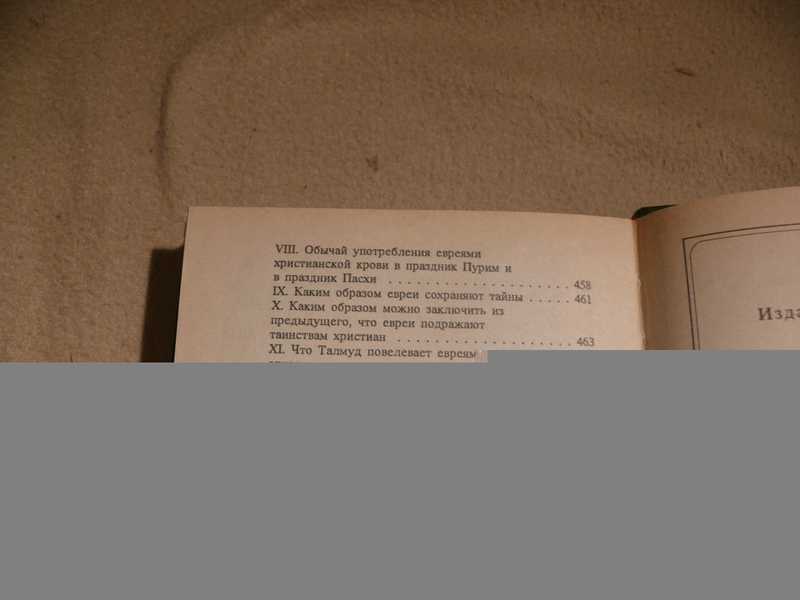 VIII. Обычай употребления евреями
христианской крови в праздник Пурим и
в праздник Пасхи . . . . . . . . . . . . . . . . . . . . 458
IX. Каким образом евреи сохраняют тайны . . . . . 461
X. Каким образом можно заключить из
предыдущего, что евреи подражают
таинствам христиан . . . . . . . . . . . . . . . . . . . 463
XI. Что Талмуд повелевает евреям
Изда